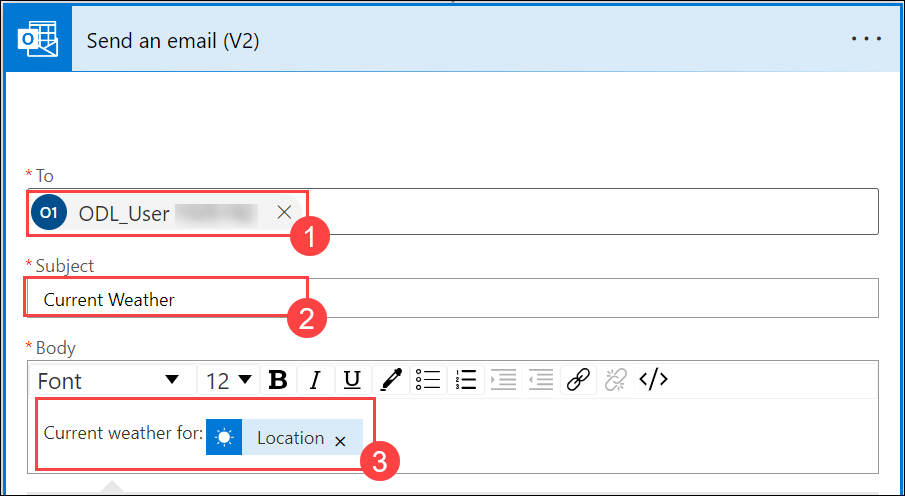 Send an email (V2)
* To
O1 ODL_User
1
* Subject
Current Weather
2
* Body
Font 12 B I U </>
Current weather for: Location ×
3